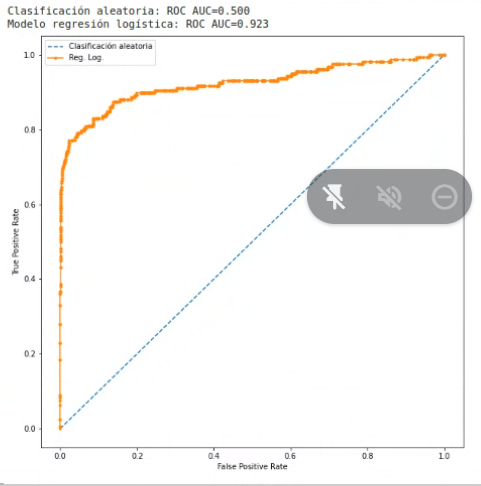 Clasificación aleatoria: ROC AUC=0.500
Modelo regresión logística: ROC AUC=0.923
Clasificación aleatoria
Reg. Log.
1.0
0.8
0.6
0.4
0.2
0.0
True Positive Rate
0.0 0.2 0.4 0.6 0.8 1.0
False Positive Rate